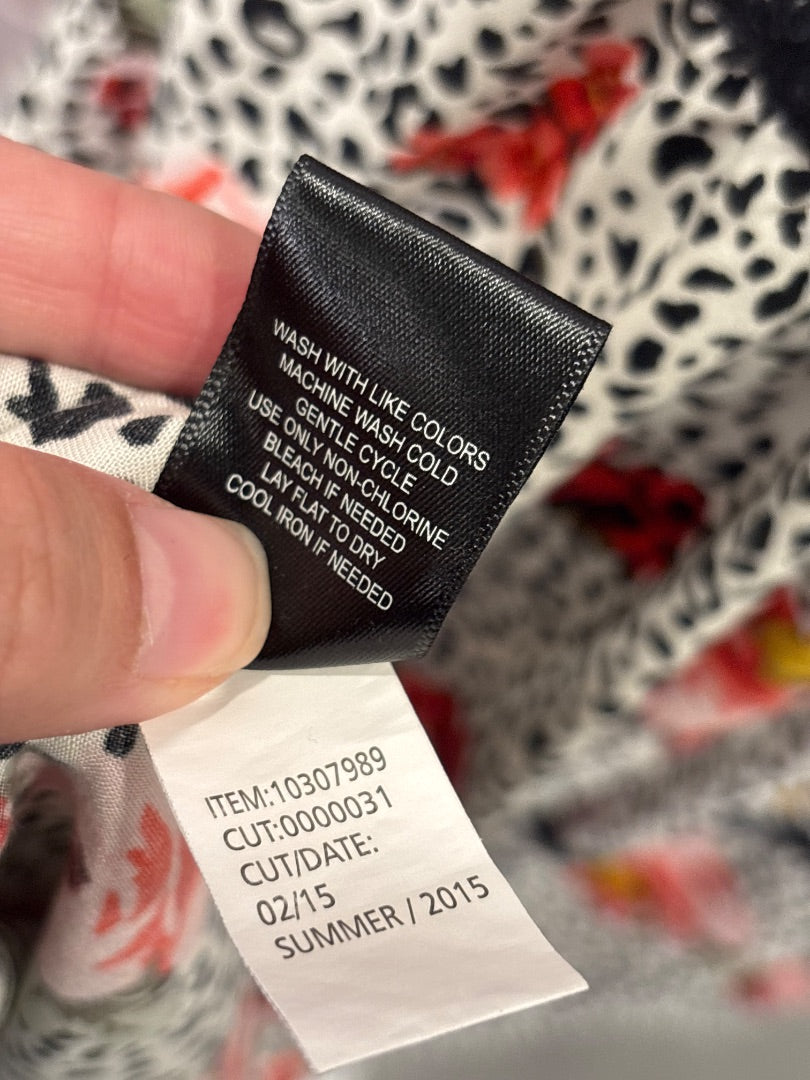 WASH WITH LIKE COLORS
MACHINE WASH COLD
GENTLE CYCLE
USE ONLY NON-CHLORINE
BLEACH IF NEEDED
LAY FLAT TO DRY
COOL IRON IF NEEDED
ITEM:10307989
CUT:0000031
CUT/DATE:
02/15
SUMMER / 2015